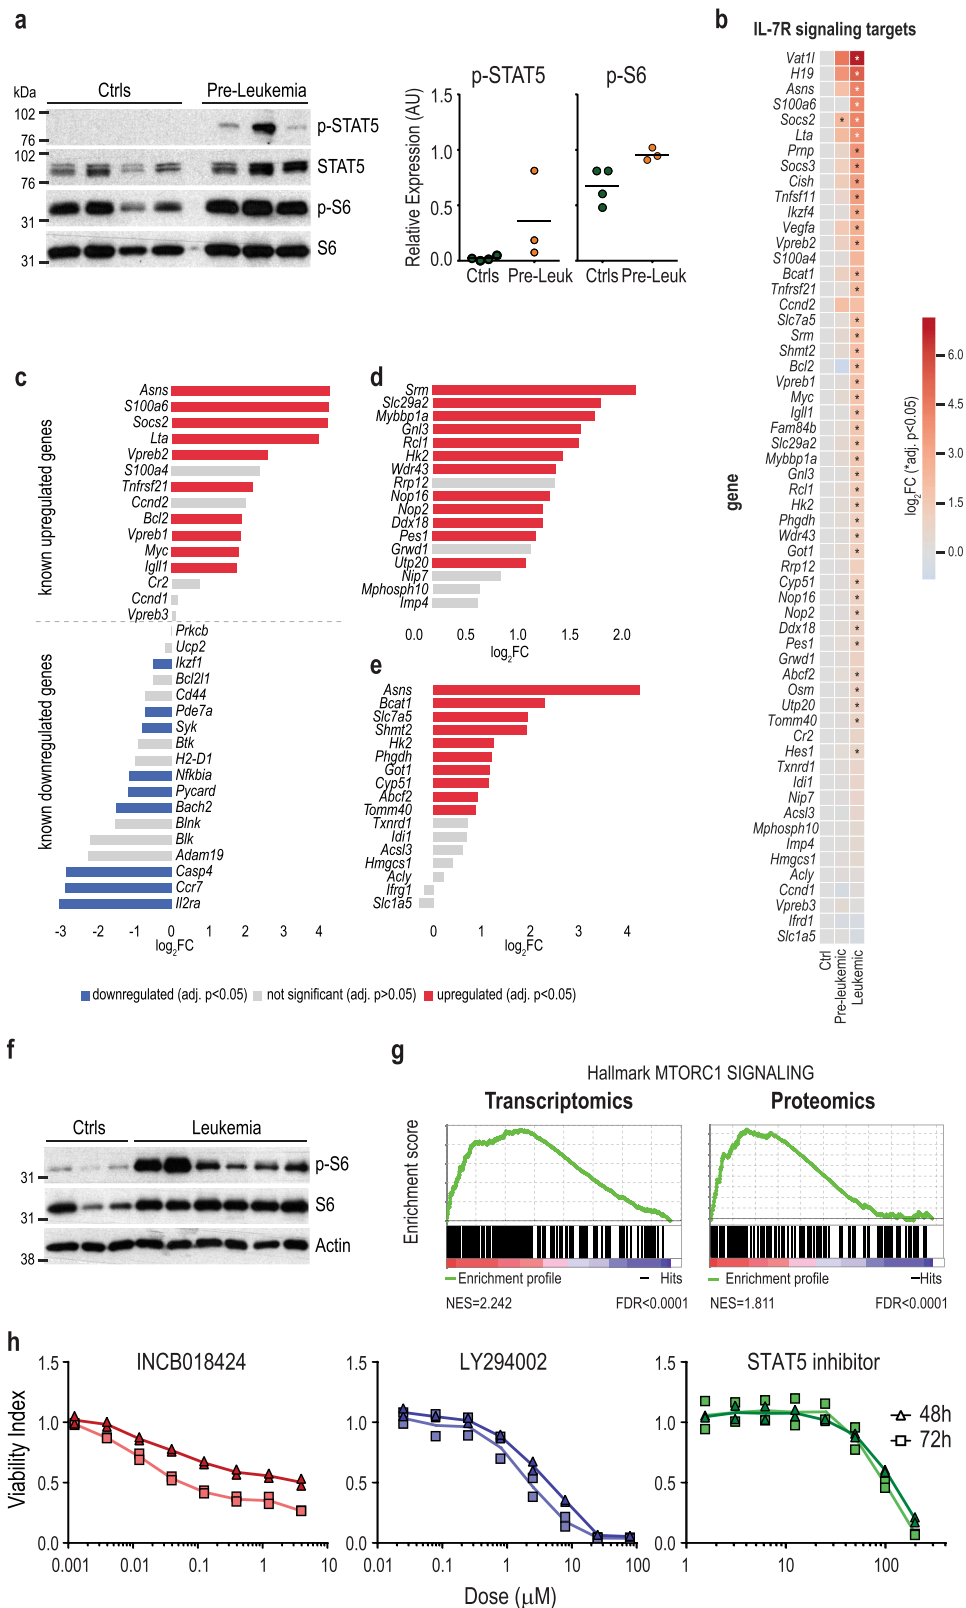 a
kDa
Ctrls
Pre-Leukemia
102
76
p-STAT5
102
76
STAT5
31
p-S6
31
S6
p-STAT5
p-S6
Relative Expression (AU)
1.5
1.0
0.5
0.0
Ctrls
Pre-Leuk
Ctrls
Pre-Leuk
b
IL-7R signaling targets
gene
Vat1l
H19
Asns
S100a6
Socs2
Lta
Prnp
Socs3
Cish
Tnfsf11
Ikzf4
Vegfa
Vpreb2
S100a4
Bcat1
Tnfrsf21
Ccnd2
Slc7a5
Srm
Shmt2
Bcl2
Vpreb1
Myc
Igll1
Fam84b
Slc29a2
Mybbp1a
Gnl3
Rcl1
Hk2
Phgdh
Wdr43
Got1
Rrp12
Cyp51
Nop16
Nop2
Ddx18
Pes1
Grwd1
Abcf2
Osm
Utp20
Tomm40
Cr2
Hes1
Txnrd1
Idi1
Nip7
Acsl3
Mphosph10
Imp4
Hmgcs1
Acly
Ccnd1
Vpreb3
Ifrd1
Slc1a5
Ctrl
Pre-leukemic
Leukemic
log2FC (*adj. p<0.05)
6.0
4.5
3.0
1.5
0.0
c
known upregulated genes
Asns
S100a6
Socs2
Lta
Vpreb2
S100a4
Tnfrsf21
Ccnd2
Bcl2
Vpreb1
Myc
Igll1
Cr2
Ccnd1
Vpreb3
known downregulated genes
Prkcb
Ucp2
Ikzf1
Bcl2l1
Cd44
Pde7a
Syk
Btk
H2-D1
Nfkbia
Pycard
Bach2
Blnk
Blk
Adam19
Casp4
Ccr7
Il2ra
-3 -2 -1 0 1 2 3 4
log2FC
d
Srm
Slc29a2
Mybbp1a
Gnl3
Rcl1
Hk2
Wdr43
Rrp12
Nop16
Nop2
Ddx18
Pes1
Grwd1
Utp20
Nip7
Mphosph10
Imp4
0.0 0.5 1.0 1.5 2.0
log2FC
e
Asns
Bcat1
Slc7a5
Shmt2
Hk2
Phgdh
Got1
Cyp51
Abcf2
Tomm40
Txnrd1
Idi1
Acsl3
Hmgcs1
Acly
Ifrg1
Slc1a5
0 1 2 3 4
log2FC
downregulated (adj. p<0.05) not significant (adj. p>0.05) upregulated (adj. p<0.05)
f
Ctrls
Leukemia
31
p-S6
31
S6
38
Actin
g
Hallmark MTORC1 SIGNALING
Transcriptomics
Proteomics
Enrichment score
Enrichment profile
Hits
NES=2.242
FDR<0.0001
Enrichment profile
Hits
NES=1.811
FDR<0.0001
h
INCB018424
Viability Index
1.5
1.0
0.5
0.0
0.001 0.01 0.1 1 10
LY294002
1.5
1.0
0.5
0.0
0.1 1 10 100
STAT5 inhibitor
1.5
1.0
0.5
0.0
1 10 100
48h
72h
Dose (μM)